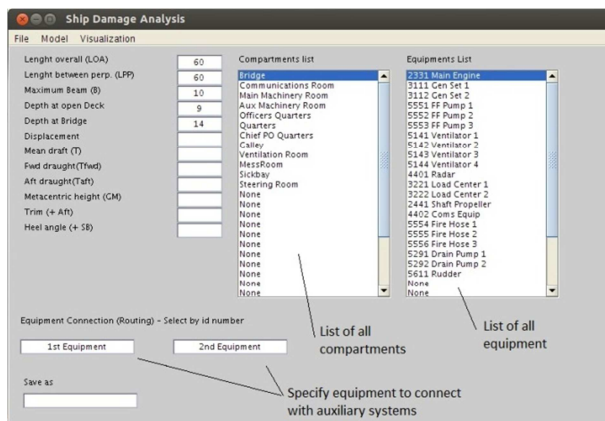 Ship Damage Analysis
File Model Visualization
Lenght overall (LOA) 60
Lenght between perp. (LPP) 60
Maximum Beam (B) 10
Depth at open Deck 9
Depth at Bridge 14
Displacement
Mean draft (T)
Fwd draught(Tfwd)
Aft draught(Taft)
Metacentric height (GM)
Trim (+ Aft)
Heel angle (+ SB)
Compartments list
Bridge
Communications Room
Main Machinery Room
Aux Machinery Room
Officers Quarters
Quarters
Chief PO Quarters
Galley
Ventilation Room
MessRoom
Sickbay
Steering Room
None
None
None
None
None
None
None
None
None
None
Equipments List
2331 Main Engine
3111 Gen Set 1
3112 Gen Set 2
5551 FF Pump 1
5552 FF Pump 2
5553 FF Pump 3
5141 Ventilator 1
5142 Ventilator 2
5143 Ventilator 3
5144 Ventilator 4
4401 Radar
3221 Load Center 1
3222 Load Center 2
2441 Shaft Propeller
4402 Coms Equip
5554 Fire Hose 1
5555 Fire Hose 2
5556 Fire Hose 3
5291 Drain Pump 1
5292 Drain Pump 2
5611 Rudder
None
None
List of all
compartments
List of all
equipment
Equipment Connection (Routing) - Select by id number
1st Equipment
2nd Equipment
Specify equipment to connect
with auxiliary systems
Save as